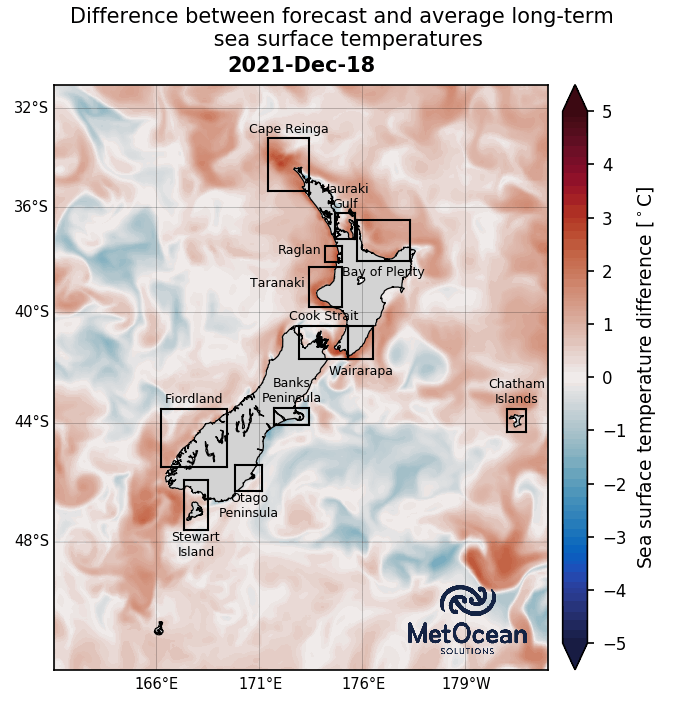 Difference between forecast and average long-term
sea surface temperatures
2021-Dec-18
32°S
36°S
40°S
44°S
48°S
Cape Reinga
Hauraki
Gulf
Raglan
Bay of Plenty
Taranaki
Cook Strait
Wairarapa
Banks
Peninsula
Fiordland
Chatham
Islands
Otago
Peninsula
Stewart
Island
MetOcean
SOLUTIONS
166°E
171°E
176°E
179°W
5
4
3
2
1
0
−1
−2
−3
−4
−5
Sea surface temperature difference [°C]